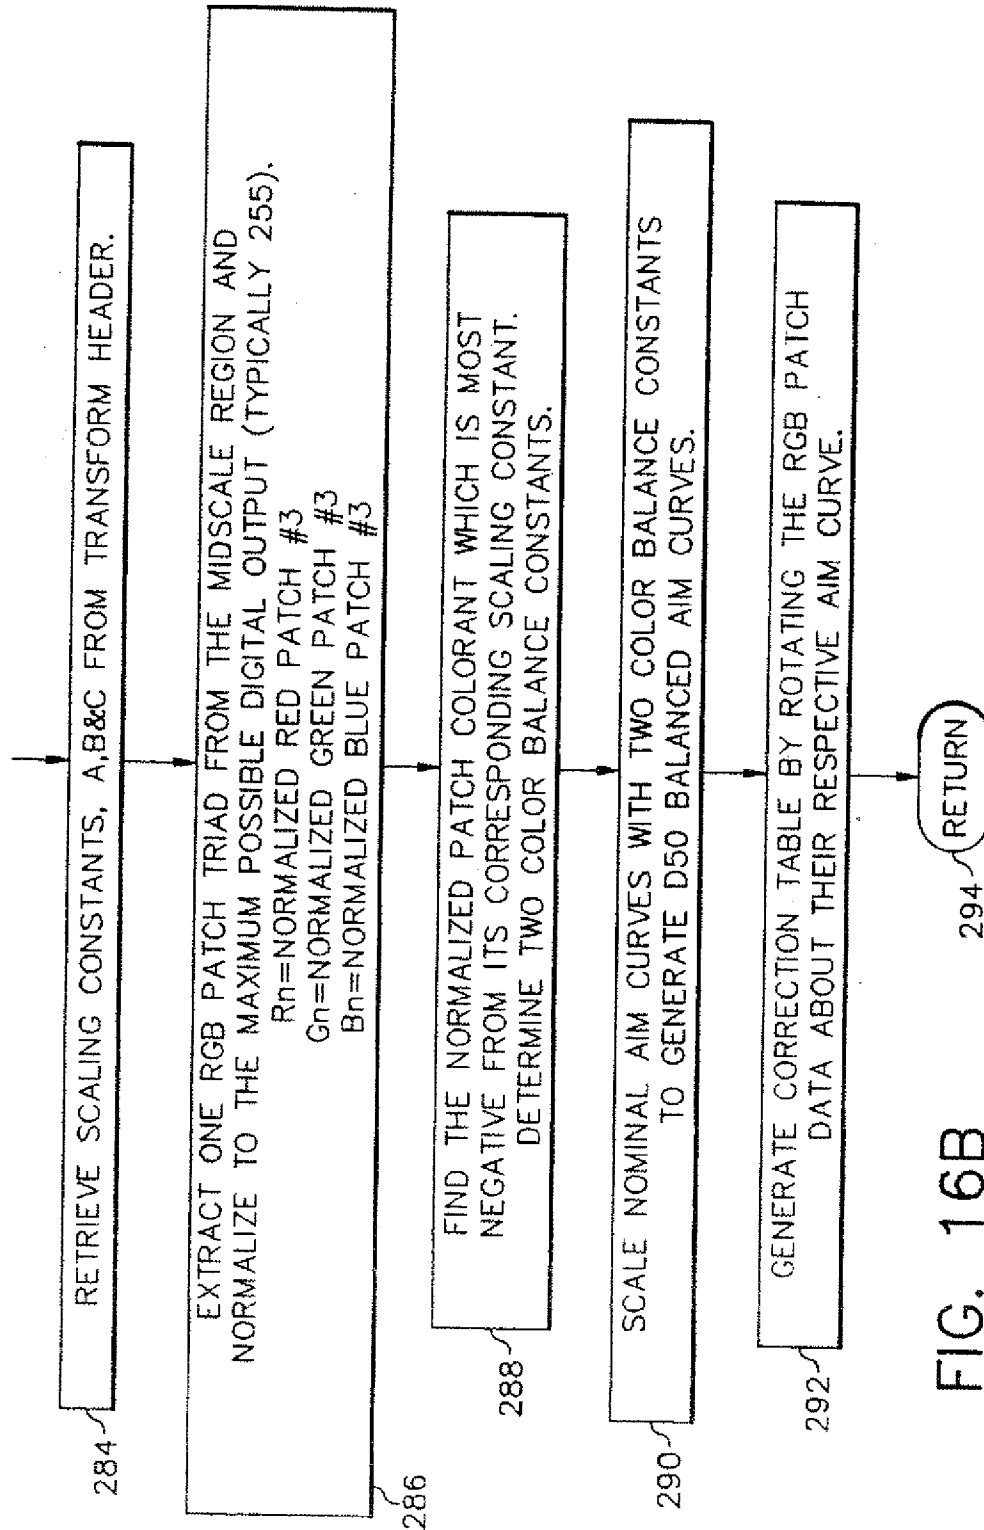 RETRIEVE SCALING CONSTANTS, A,B&C FROM TRANSFORM HEADER.
284
EXTRACT ONE RGB PATCH TRIAD FROM THE MIDSCALE REGION AND
NORMALIZE TO THE MAXIMUM POSSIBLE DIGITAL OUTPUT (TYPICALLY 255).
Rn=NORMALIZED RED PATCH #3
Gn=NORMALIZED GREEN PATCH #3
Bn=NORMALIZED BLUE PATCH #3
286
FIND THE NORMALIZED PATCH COLORANT WHICH IS MOST
NEGATIVE FROM ITS CORRESPONDING SCALING CONSTANT.
DETERMINE TWO COLOR BALANCE CONSTANTS.
288
SCALE NOMINAL AIM CURVES WITH TWO COLOR BALANCE CONSTANTS
TO GENERATE D50 BALANCED AIM CURVES.
290
GENERATE CORRECTION TABLE BY ROTATING THE RGB PATCH
DATA ABOUT THEIR RESPECTIVE AIM CURVE.
292
294
RETURN
FIG. 16B